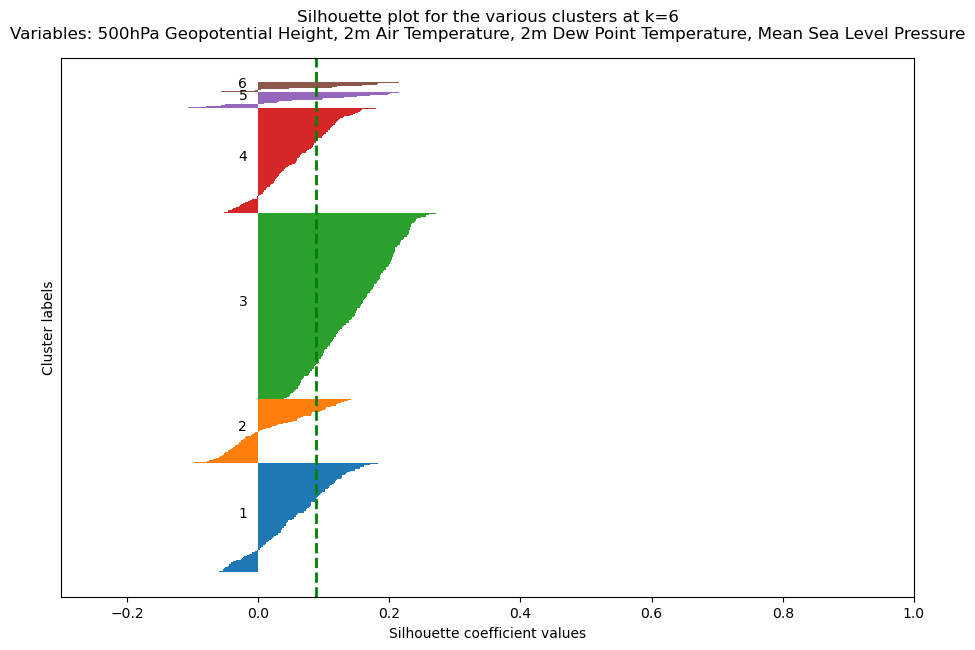 Silhouette plot for the various clusters at k=6
Variables: 500hPa Geopotential Height, 2m Air Temperature, 2m Dew Point Temperature, Mean Sea Level Pressure
6
5
4
3
2
1
Cluster labels
−0.2 0.0 0.2 0.4 0.6 0.8 1.0
Silhouette coefficient values